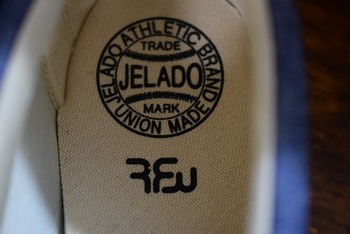 JELADO ATHLETIC BRAND
TRADE
JELADO
MARK
UNION MADE
RFW